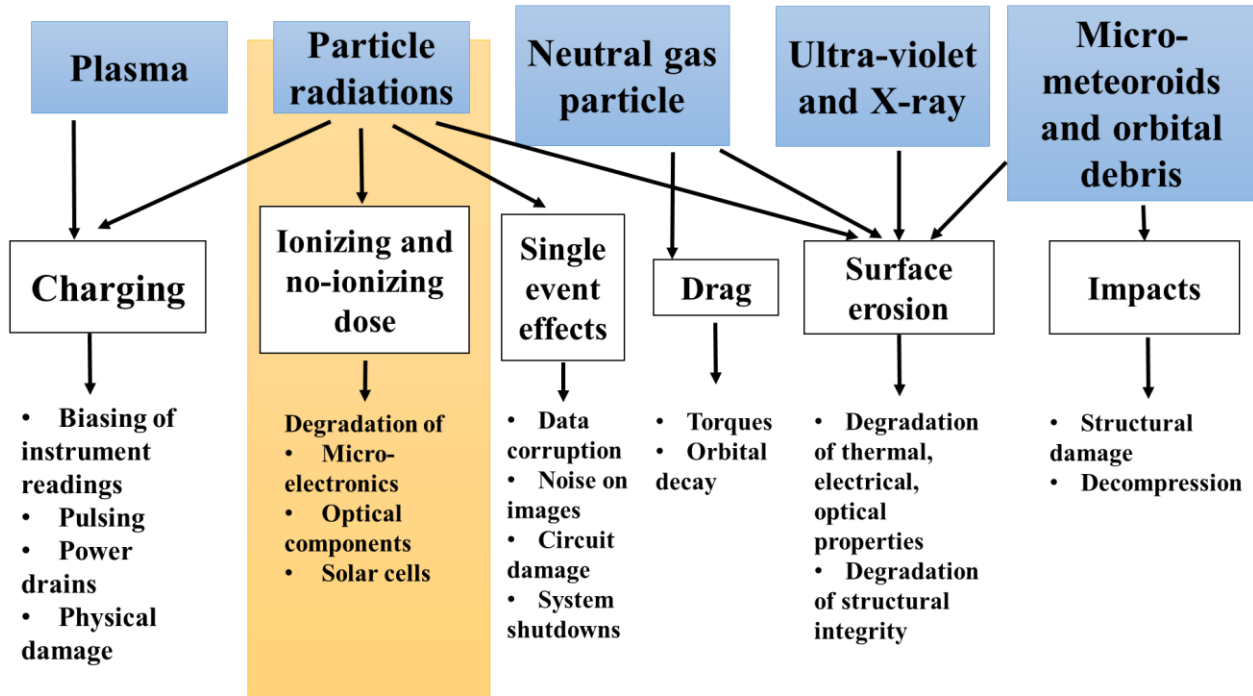 Plasma
Particle
radiations
Neutral gas
particle
Ultra-violet
and X-ray
Micro-
meteoroids
and orbital
debris
Charging
Ionizing and
no-ionizing
dose
Single
event
effects
Drag
Surface
erosion
Impacts
• Biasing of
instrument
readings
• Pulsing
• Power
drains
• Physical
damage
Degradation of
• Micro-
electronics
• Optical
components
• Solar cells
• Data
corruption
• Noise on
images
• Circuit
damage
• System
shutdowns
• Torques
• Orbital
decay
• Degradation
of thermal,
electrical,
optical
properties
• Degradation
of structural
integrity
• Structural
damage
• Decompression